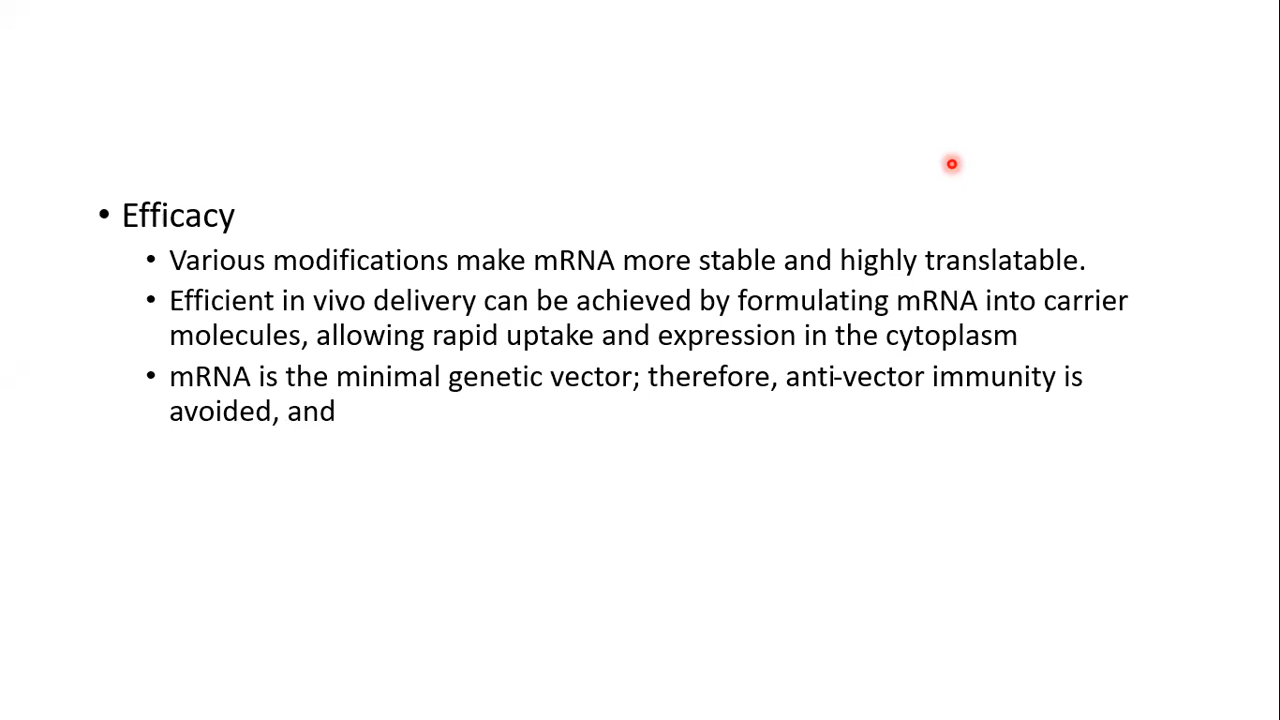 • Efficacy
• Various modifications make mRNA more stable and highly translatable.
• Efficient in vivo delivery can be achieved by formulating mRNA into carrier
molecules, allowing rapid uptake and expression in the cytoplasm
• mRNA is the minimal genetic vector; therefore, anti-vector immunity is
avoided, and